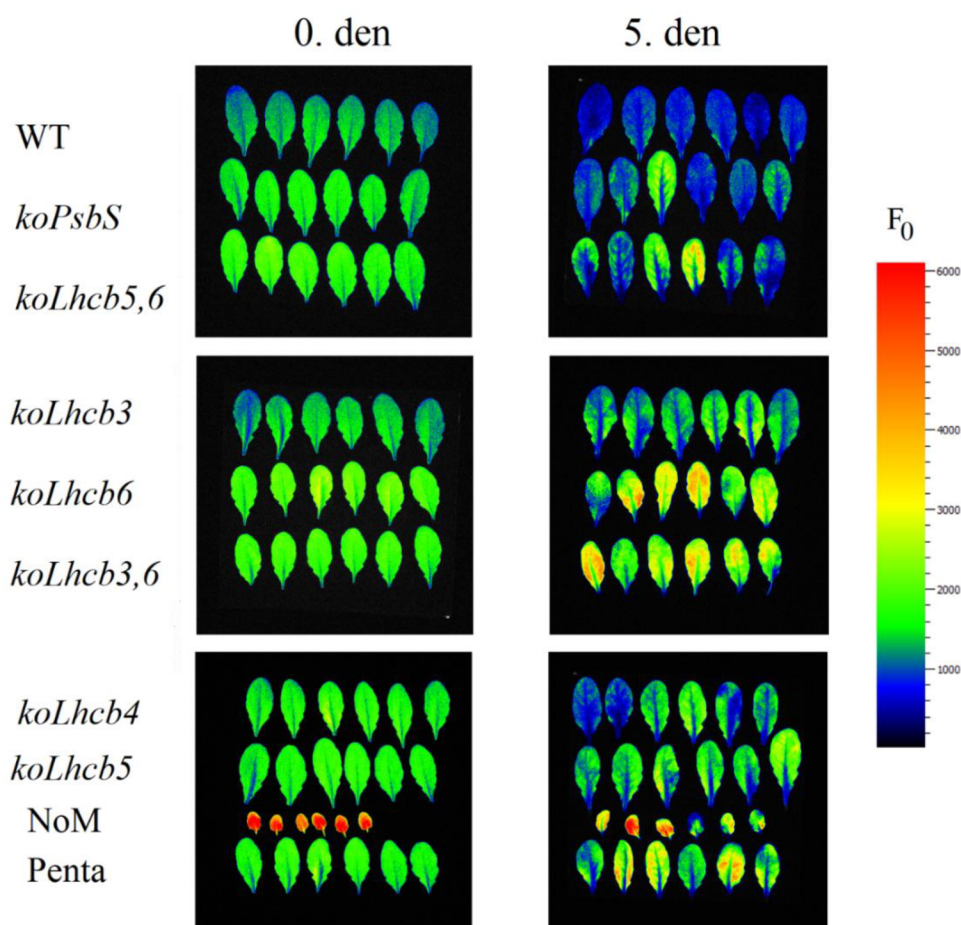 0. den
5. den
WT
koPsbS
koLhcb5,6
koLhcb3
koLhcb6
koLhcb3,6
koLhcb4
koLhcb5
NoM
Penta
F0
6000
5000
4000
3000
2000
1000